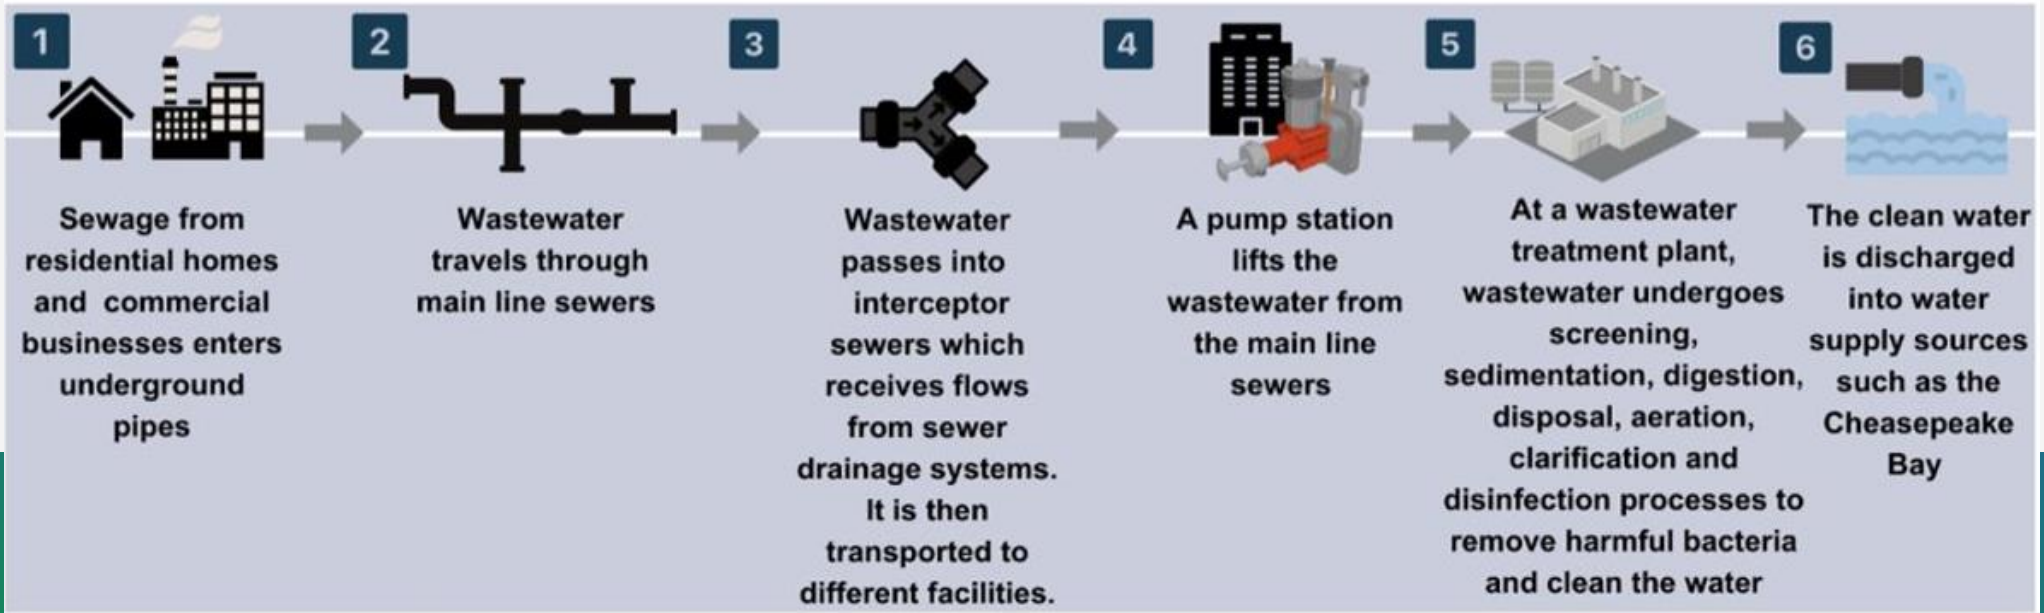 1
Sewage from
residential homes
and commercial
businesses enters
underground
pipes
2
Wastewater
travels through
main line sewers
3
Wastewater
passes into
interceptor
sewers which
receives flows
from sewer
drainage systems.
It is then
transported to
different facilities.
4
A pump station
lifts the
wastewater from
the main line
sewers
5
At a wastewater
treatment plant,
wastewater undergoes
screening,
sedimentation, digestion,
disposal, aeration,
clarification and
disinfection processes to
remove harmful bacteria
and clean the water
6
The clean water
is discharged
into water
supply sources
such as the
Cheasepeake
Bay